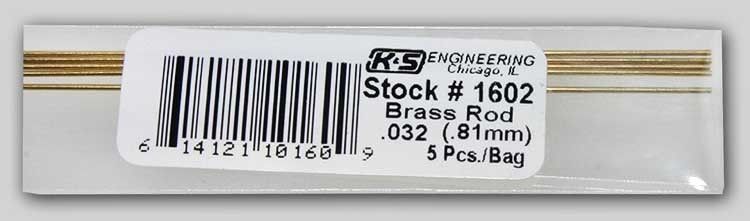 K&S ENGINEERING
Chicago, IL
Stock # 1602
Brass Rod
.032 (.81mm)
5 Pcs./Bag
6 14121 10160 9